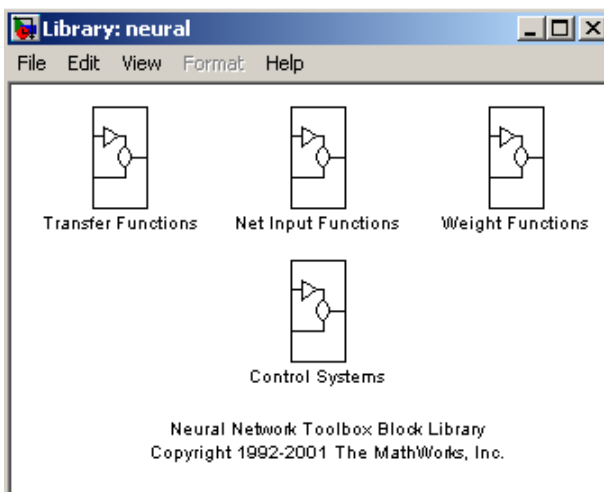 Library: neural
File Edit View Format Help
Transfer Functions Net Input Functions Weight Functions
Control Systems
Neural Network Toolbox Block Library
Copyright 1992-2001 The MathWorks, Inc.